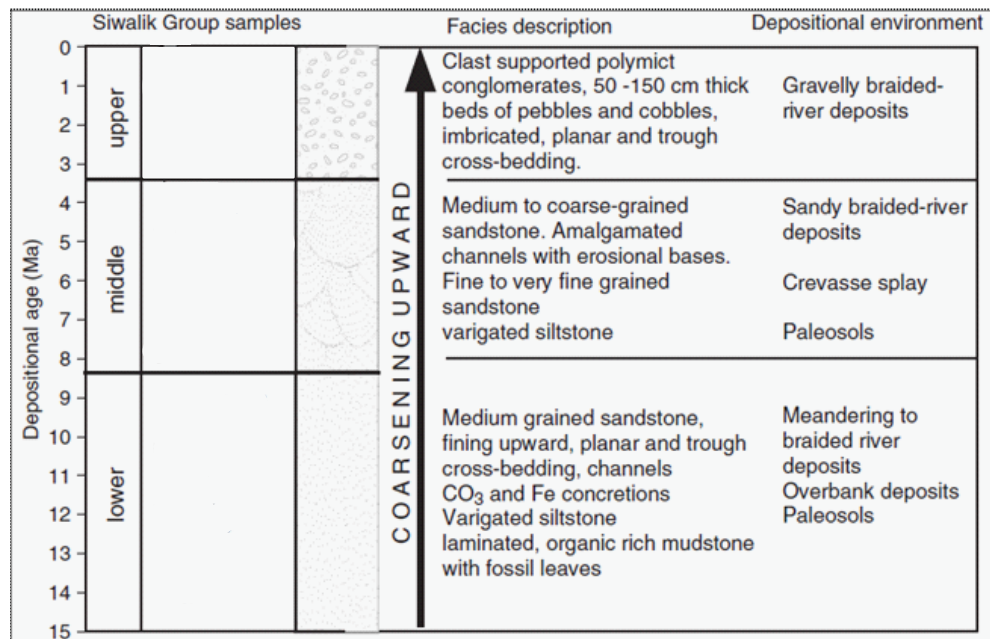 Siwalik Group samples
Facies description
Depositional environment
Depositional age (Ma)
0
1
2
3
4
5
6
7
8
9
10
11
12
13
14
15
upper
middle
lower
COARSENING UPWARD
Clast supported polymict
conglomerates, 50 -150 cm thick
beds of pebbles and cobbles,
imbricated, planar and trough
cross-bedding.
Gravelly braided-
river deposits
Medium to coarse-grained
sandstone. Amalgamated
channels with erosional bases.
Fine to very fine grained
sandstone
varigated siltstone
Sandy braided-river
deposits
Crevasse splay
Paleosols
Medium grained sandstone,
fining upward, planar and trough
cross-bedding, channels
CO3 and Fe concretions
Varigated siltstone
laminated, organic rich mudstone
with fossil leaves
Meandering to
braided river
deposits
Overbank deposits
Paleosols